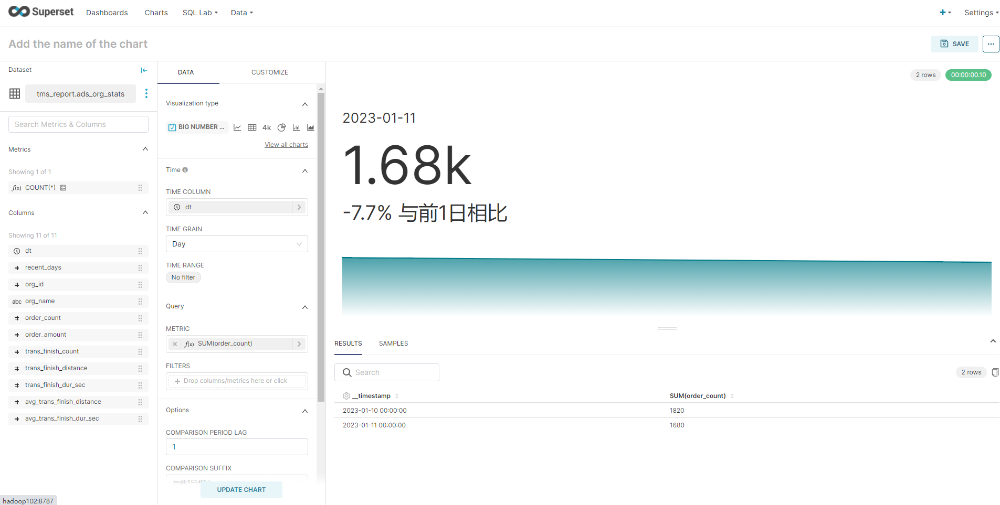 Superset Dashboards Charts SQL Lab Data Settings
Add the name of the chart
SAVE
Dataset
tms_report.ads_org_stats
Search Metrics & Columns
Metrics
Showing 1 of 1
f(x) COUNT(*)
Columns
Showing 11 of 11
dt
# recent_days
# org_id
abc org_name
# order_count
# order_amount
# trans_finish_count
# trans_finish_distance
# trans_finish_dur_sec
# avg_trans_finish_distance
# avg_trans_finish_dur_sec
DATA CUSTOMIZE
Visualization type
BIG NUMBER ... 4k
View all charts
Time
TIME COLUMN
dt
TIME GRAIN
Day
TIME RANGE
No filter
Query
METRIC
f(x) SUM(order_count)
FILTERS
Drop columns/metrics here or click
Options
COMPARISON PERIOD LAG
1
COMPARISON SUFFIX
与前1日相比
UPDATE CHART
2 rows 00:00:00.10
2023-01-11
1.68k
-7.7% 与前1日相比
RESULTS SAMPLES
Search
2 rows
__timestamp SUM(order_count)
2023-01-10 00:00:00 1820
2023-01-11 00:00:00 1680
hadoop102:8787